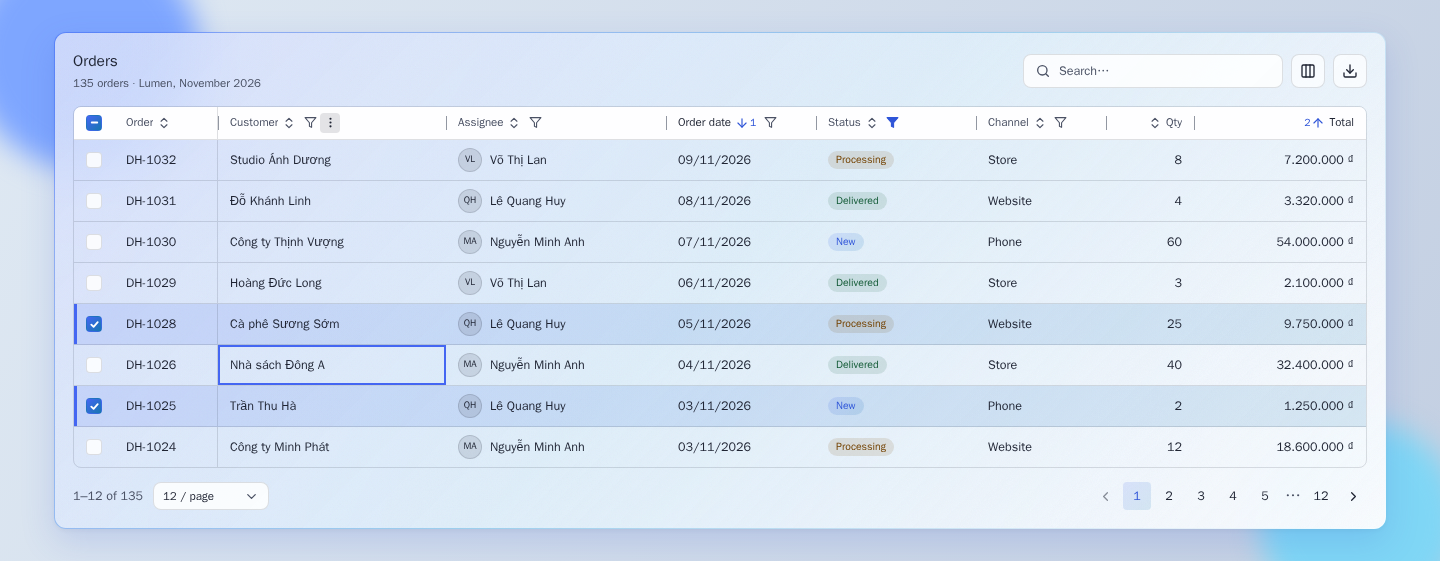 Orders
135 orders · Lumen, November 2026
Search···
Order Customer Assignee Order date 1 Status Channel Qty 2 Total
DH-1032 Studio Ánh Dương VL Võ Thị Lan 09/11/2026 Processing Store 8 7.200.000 ₫
DH-1031 Đỗ Khánh Linh QH Lê Quang Huy 08/11/2026 Delivered Website 4 3.320.000 ₫
DH-1030 Công ty Thịnh Vượng MA Nguyễn Minh Anh 07/11/2026 New Phone 60 54.000.000 ₫
DH-1029 Hoàng Đức Long VL Võ Thị Lan 06/11/2026 Delivered Store 3 2.100.000 ₫
DH-1028 Cà phê Sương Sớm QH Lê Quang Huy 05/11/2026 Processing Website 25 9.750.000 ₫
DH-1026 Nhà sách Đông A MA Nguyễn Minh Anh 04/11/2026 Delivered Store 40 32.400.000 ₫
DH-1025 Trần Thu Hà QH Lê Quang Huy 03/11/2026 New Phone 2 1.250.000 ₫
DH-1024 Công ty Minh Phát MA Nguyễn Minh Anh 03/11/2026 Processing Website 12 18.600.000 ₫
1–12 of 135 12 / page 1 2 3 4 5 ··· 12